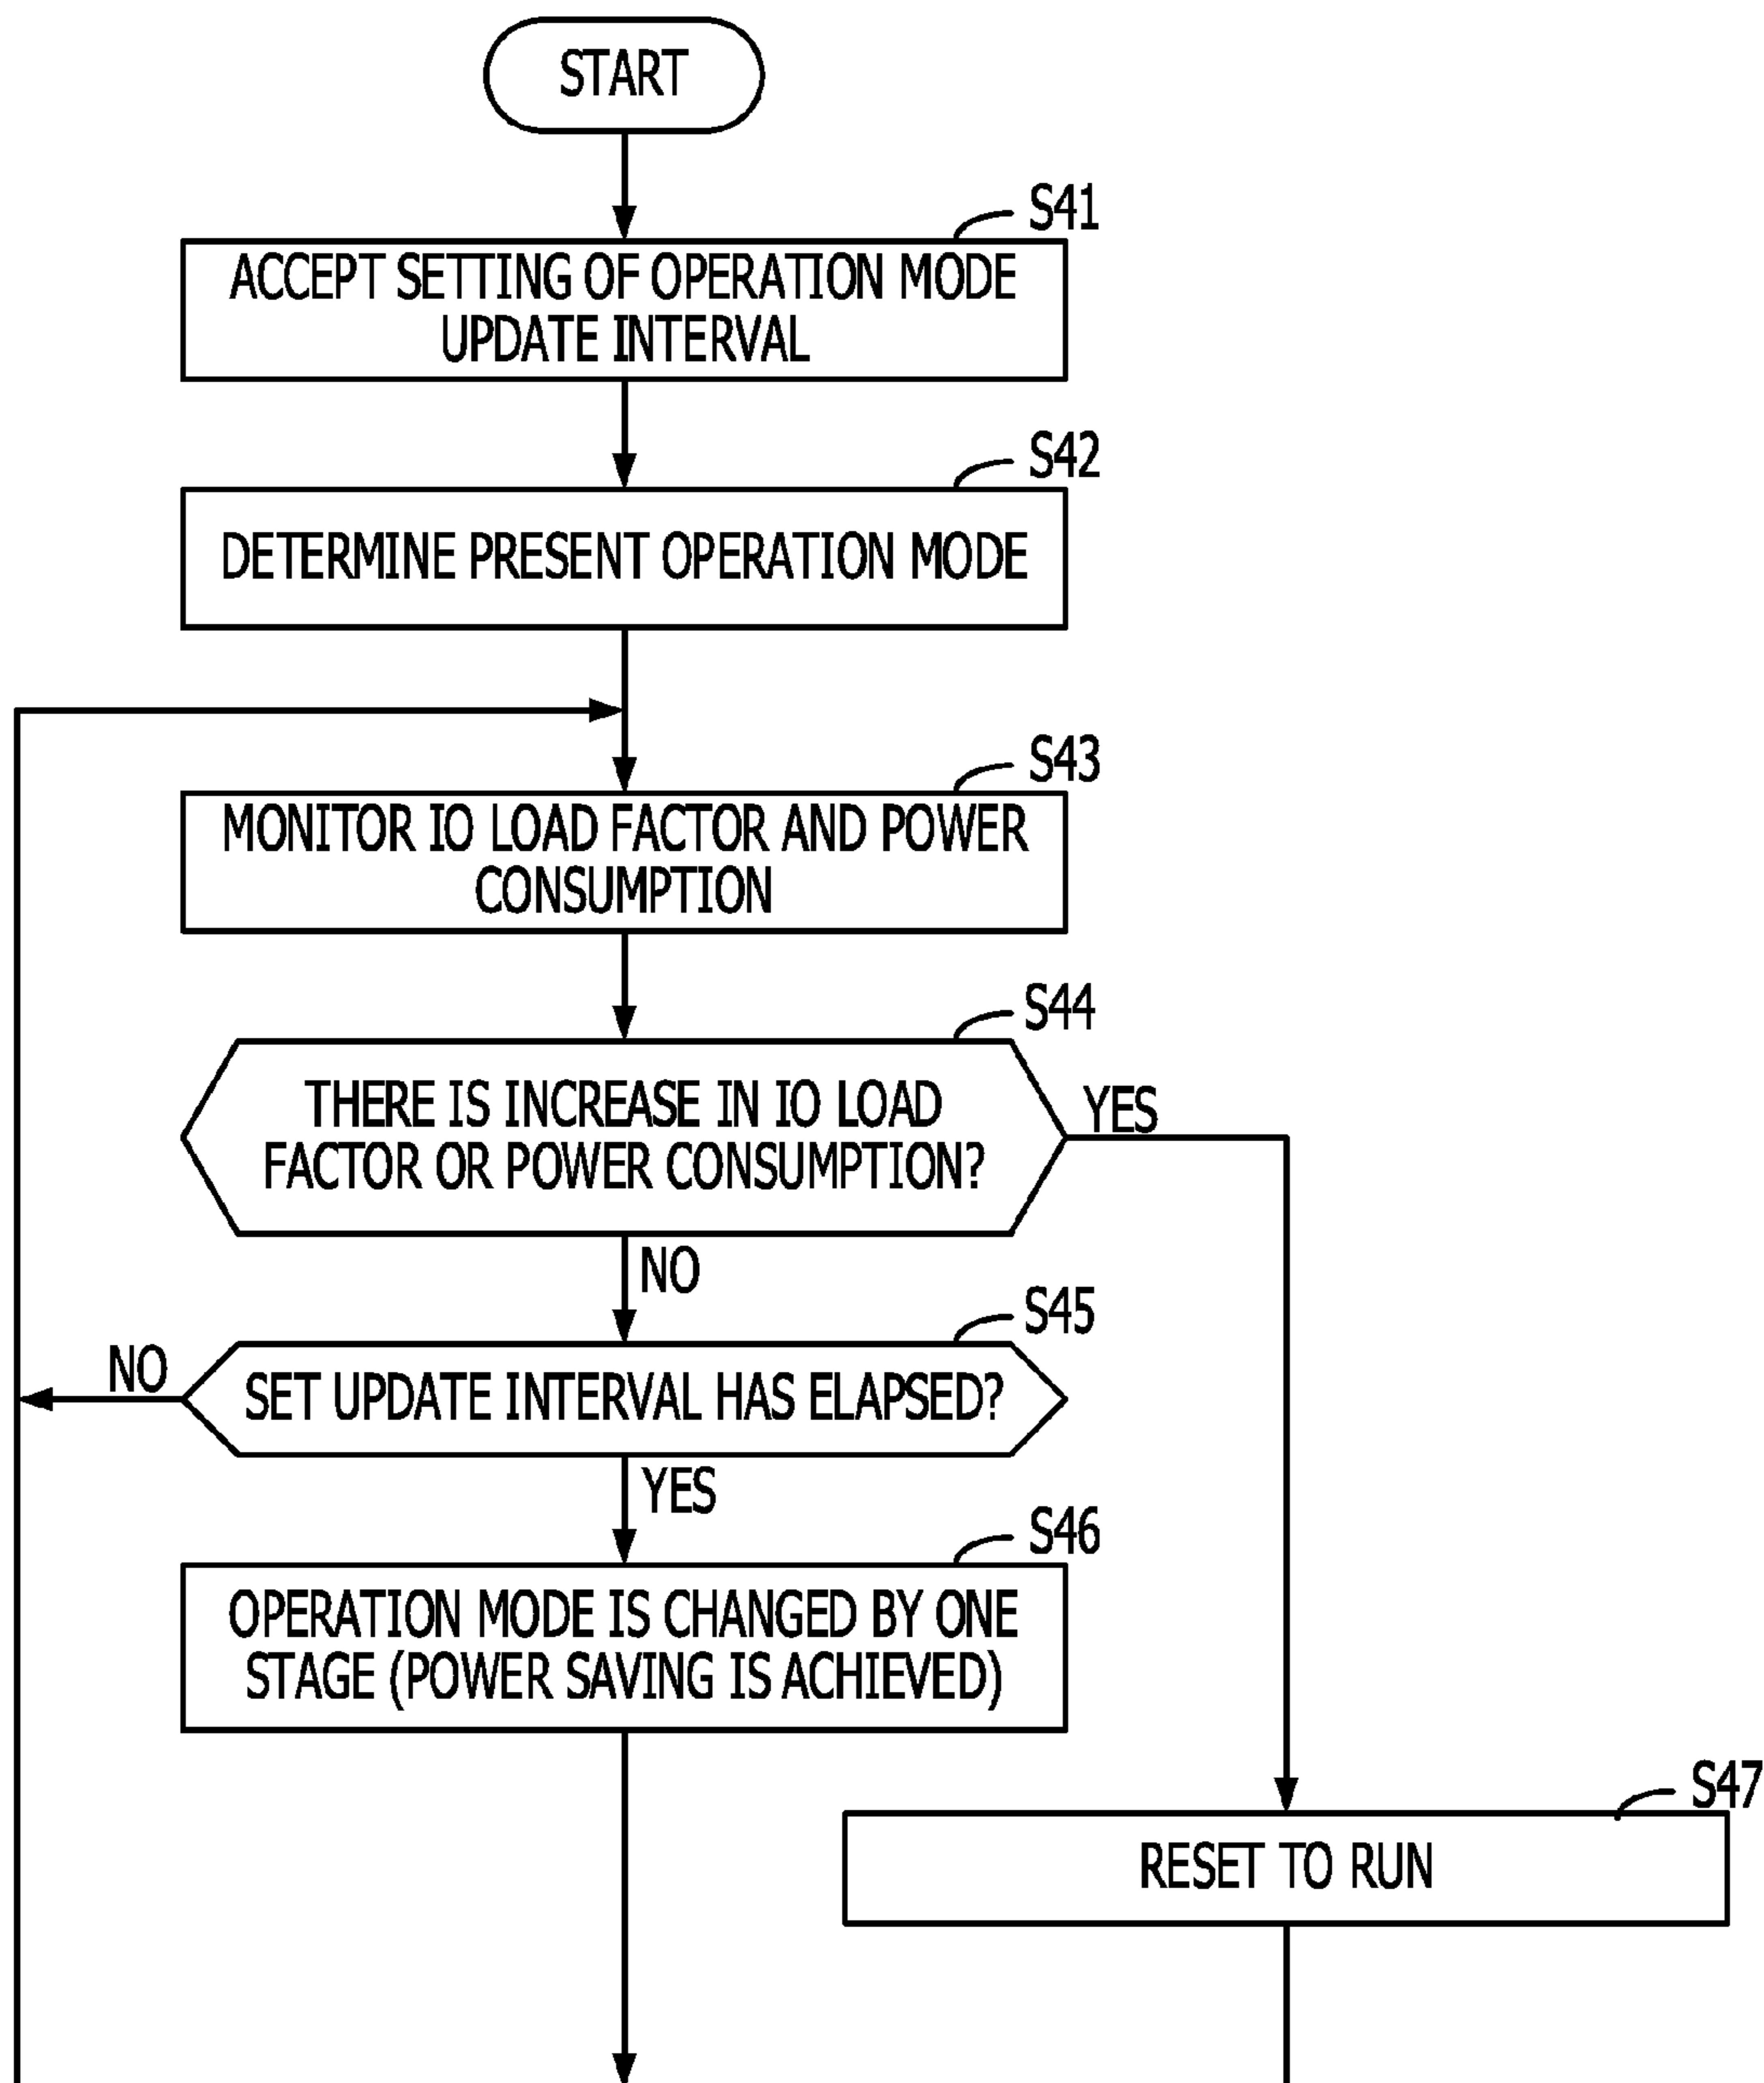 START
S41
ACCEPT SETTING OF OPERATION MODE
UPDATE INTERVAL
S42
DETERMINE PRESENT OPERATION MODE
S43
MONITOR IO LOAD FACTOR AND POWER
CONSUMPTION
S44
THERE IS INCREASE IN IO LOAD
FACTOR OR POWER CONSUMPTION?
YES
NO
S45
NO
SET UPDATE INTERVAL HAS ELAPSED?
YES
S46
OPERATION MODE IS CHANGED BY ONE
STAGE (POWER SAVING IS ACHIEVED)
S47
RESET TO RUN